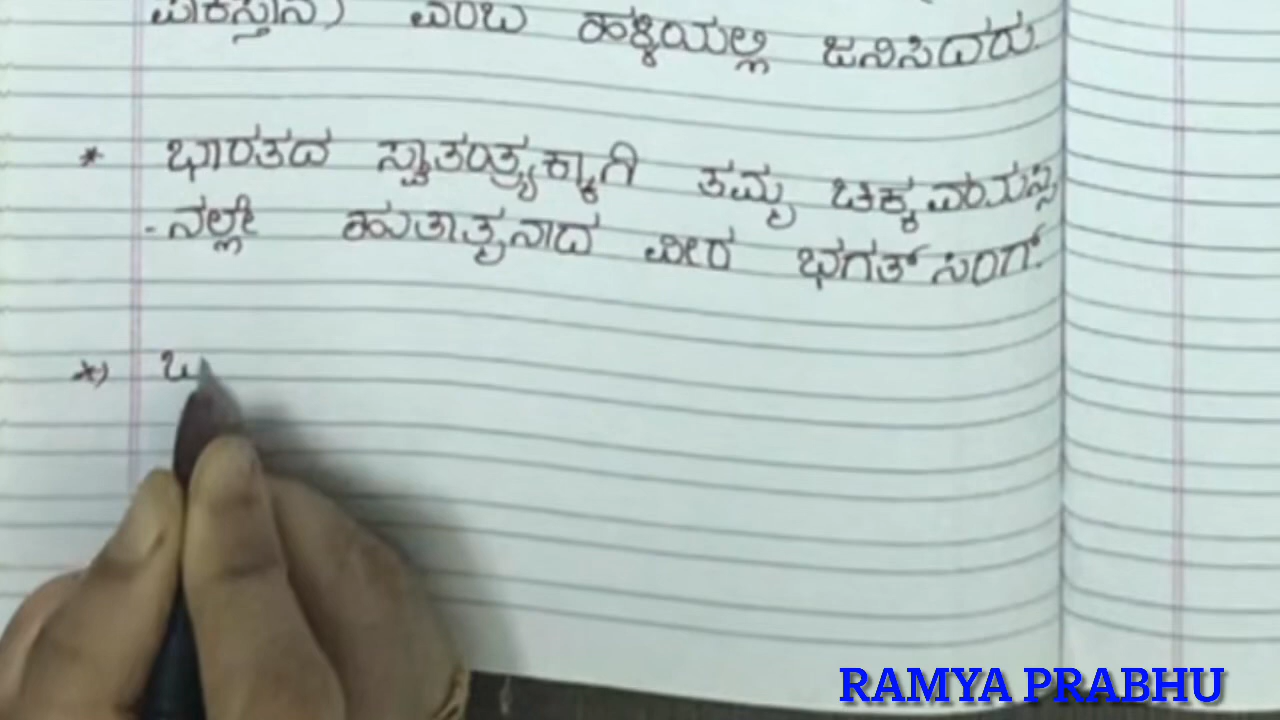 ಪಾಕಿಸ್ತಾನ) ಎಂಬ ಹಳ್ಳಿಯಲ್ಲಿ ಜನಿಸಿದರು.
* ಭಾರತದ ಸ್ವಾತಂತ್ರ್ಯಕ್ಕಾಗಿ ತಮ್ಮ ಚಿಕ್ಕವಯಸ್ಸಿ
-ನಲ್ಲೇ ಹುತಾತ್ಮನಾದ ವೀರ ಭಗತ್ ಸಿಂಗ್.
*)
RAMYA PRABHU